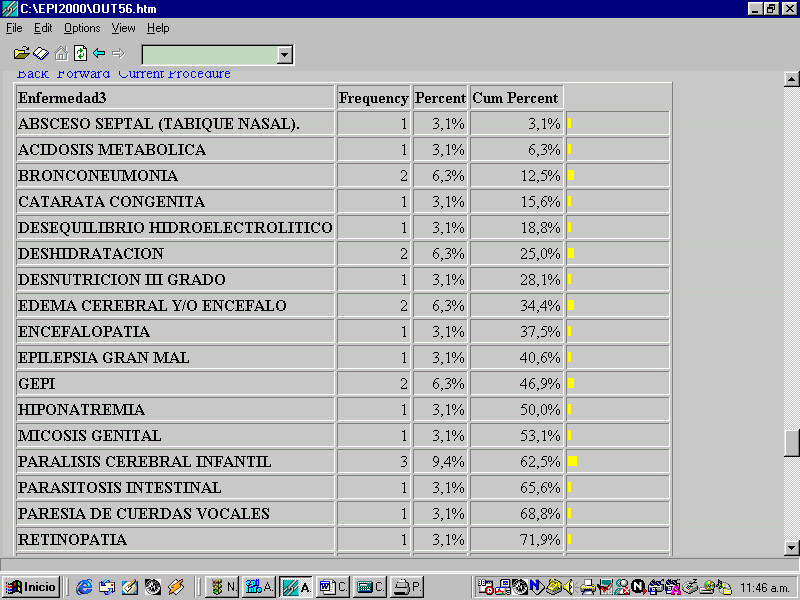 C:\EPI2000\OUT56.htm
File Edit Options View Help
Back Forward Current Procedure
Enfermedad3 Frequency Percent Cum Percent
ABSCESO SEPTAL (TABIQUE NASAL). 1 3,1% 3,1%
ACIDOSIS METABOLICA 1 3,1% 6,3%
BRONCONEUMONIA 2 6,3% 12,5%
CATARATA CONGENITA 1 3,1% 15,6%
DESEQUILIBRIO HIDROELECTROLITICO 1 3,1% 18,8%
DESHIDRATACION 2 6,3% 25,0%
DESNUTRICION III GRADO 1 3,1% 28,1%
EDEMA CEREBRAL Y/O ENCEFALO 2 6,3% 34,4%
ENCEFALOPATIA 1 3,1% 37,5%
EPILEPSIA GRAN MAL 1 3,1% 40,6%
GEPI 2 6,3% 46,9%
HIPONATREMIA 1 3,1% 50,0%
MICOSIS GENITAL 1 3,1% 53,1%
PARALISIS CEREBRAL INFANTIL 3 9,4% 62,5%
PARASITOSIS INTESTINAL 1 3,1% 65,6%
PARESIA DE CUERDAS VOCALES 1 3,1% 68,8%
RETINOPATIA 1 3,1% 71,9%
Inicio N. A. A. C. C. P. 11:46 a.m.